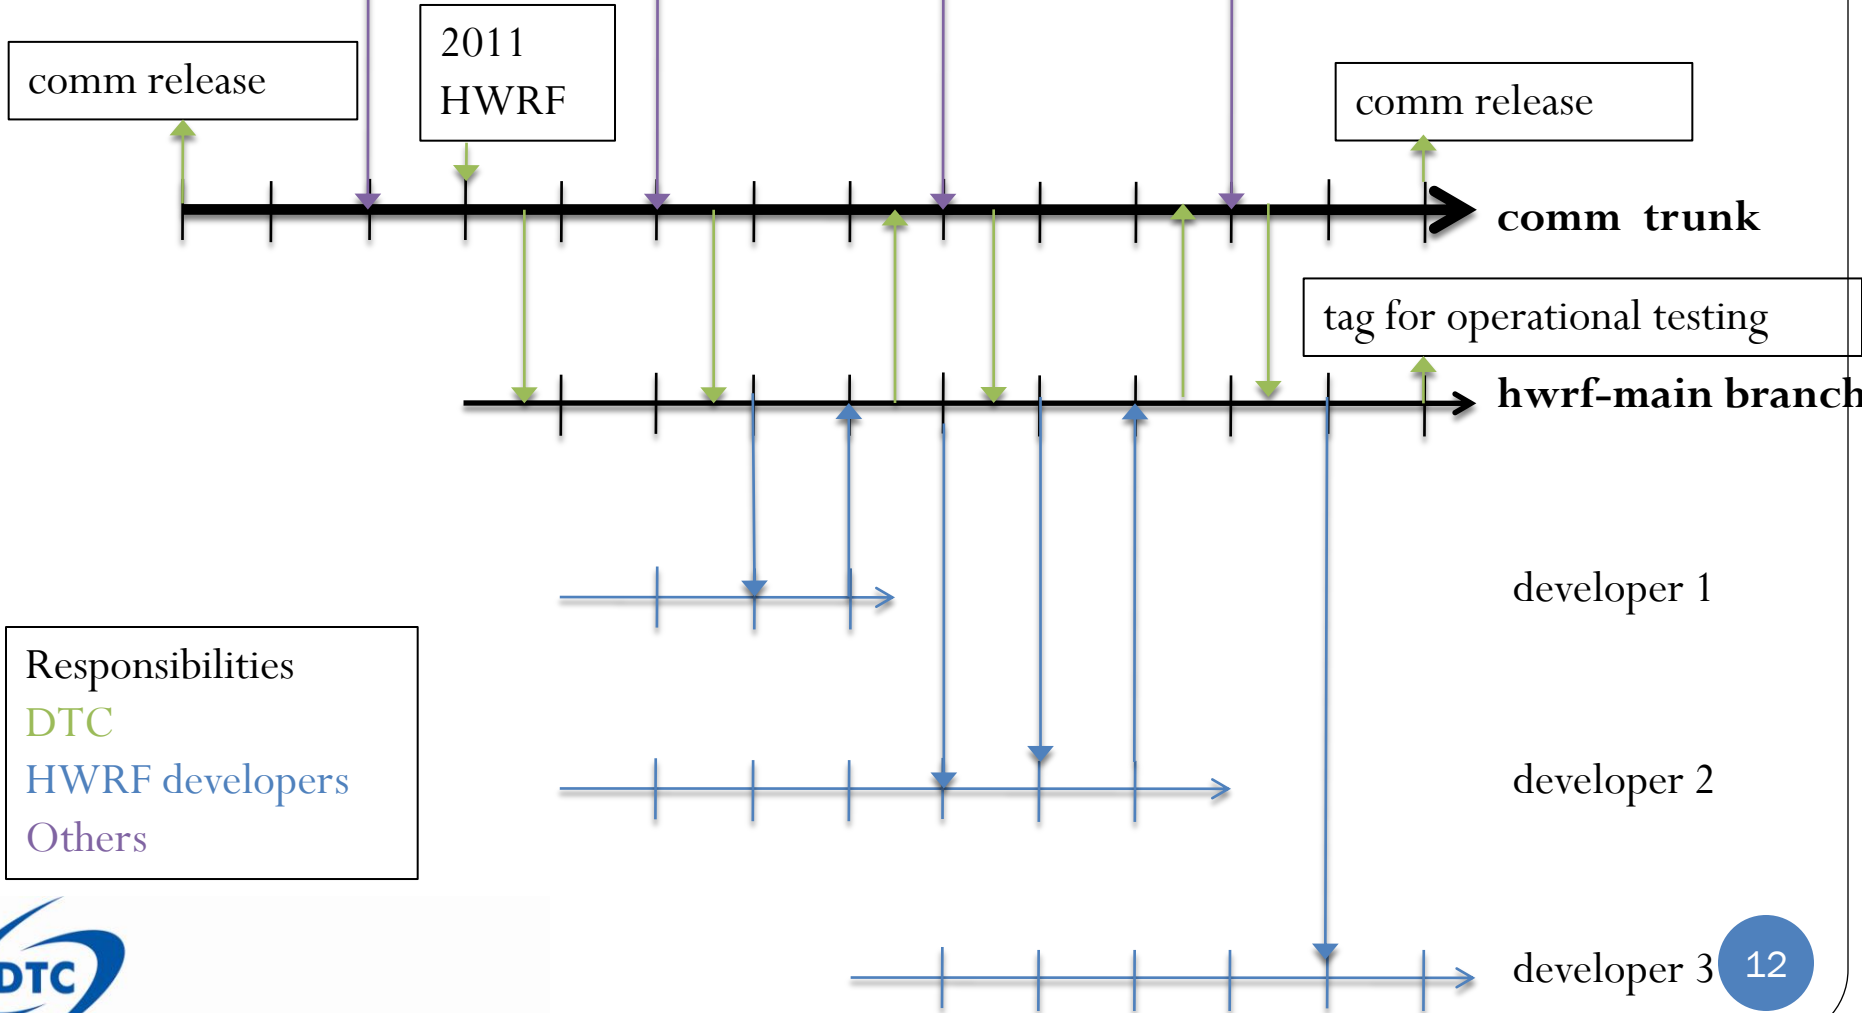 2011
HWRF
comm release
comm release
comm trunk
tag for operational testing
hwrf-main branch
developer 1
Responsibilities
DTC
HWRF developers
Others
developer 2
developer 3
12
DTC